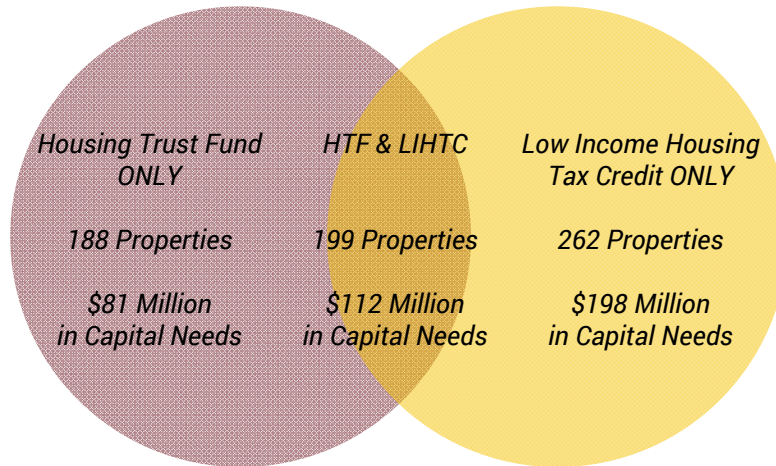 Housing Trust Fund
ONLY
188 Properties
$81 Million
in Capital Needs
HTF & LIHTC
199 Properties
$112 Million
in Capital Needs
Low Income Housing
Tax Credit ONLY
262 Properties
$198 Million
in Capital Needs